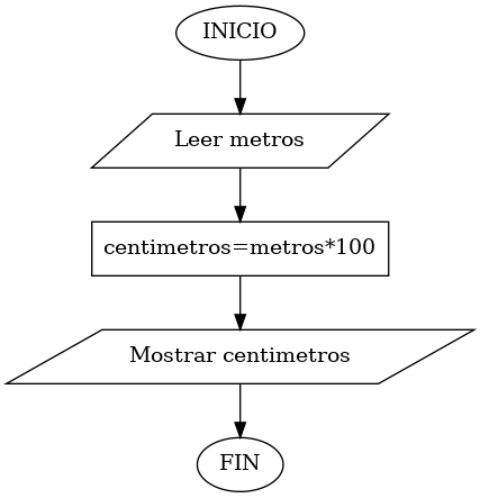 INICIO
Leer metros
centimetros=metros*100
Mostrar centimetros
FIN